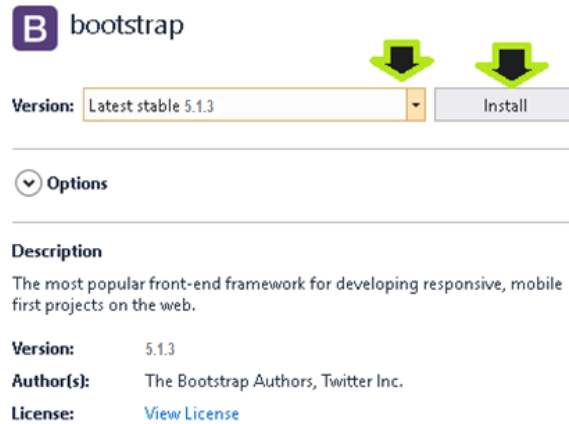 B bootstrap
Version: Latest stable 5.1.3 Install
Options
Description
The most popular front-end framework for developing responsive, mobile
first projects on the web.
Version: 5.1.3
Author(s): The Bootstrap Authors, Twitter Inc.
License: View License